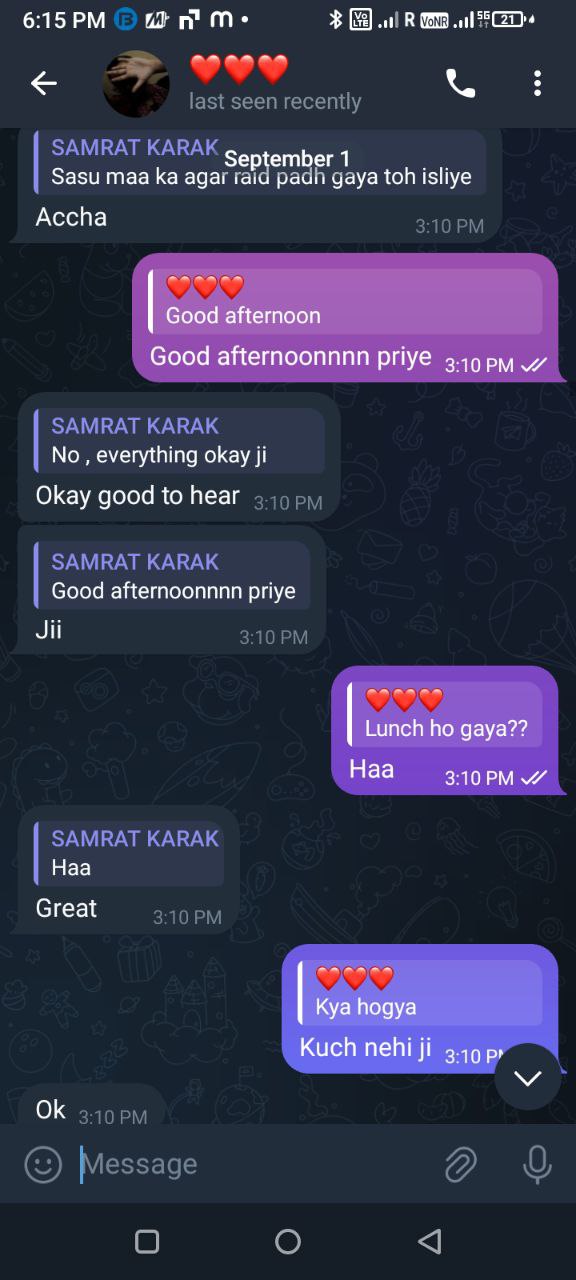 6:15 PM
VoLTE R VoNR 5G 21
❤️❤️❤️
last seen recently
September 1
SAMRAT KARAK
Sasu maa ka agar raid padh gaya toh isliye
Accha
3:10 PM
❤️❤️❤️
Good afternoon
Good afternoonnnn priye 3:10 PM
SAMRAT KARAK
No , everything okay ji
Okay good to hear 3:10 PM
SAMRAT KARAK
Good afternoonnnn priye
Jii 3:10 PM
❤️❤️❤️
Lunch ho gaya??
Haa 3:10 PM
SAMRAT KARAK
Haa
Great 3:10 PM
❤️❤️❤️
Kya hogya
Kuch nehi ji 3:10 PM
Ok 3:10 PM
Message